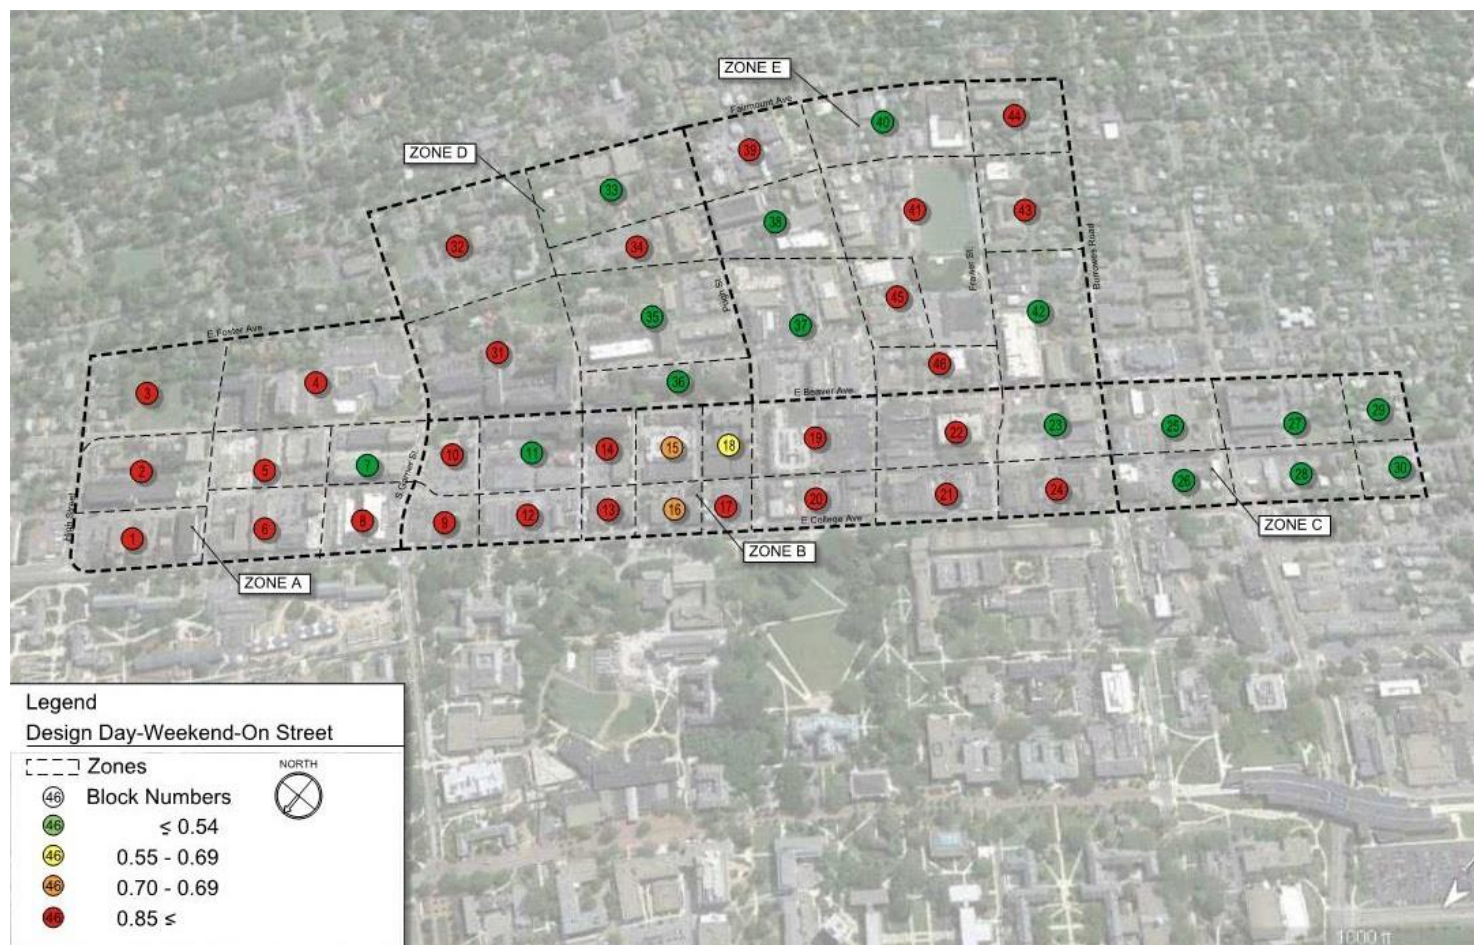 ZONE E
Fairmount Ave.
44
40
39
ZONE D
33
41
43
38
32
34
Fraser St.
Burrowes Road
Pugh St.
45
42
35
37
E Foster Ave.
31
46
4
36
3
E Beaver Ave.
29
7
5
2
10
11
14
15
18
19
22
23
25
27
S Garner St.
High Street
30
28
26
1
6
8
9
12
13
16
17
20
21
24
E College Ave
ZONE C
ZONE B
ZONE A
Legend
Design Day-Weekend-On Street
Zones
NORTH
46 Block Numbers
46 ≤ 0.54
46 0.55 - 0.69
46 0.70 - 0.69
46 0.85 ≤
1600 ft